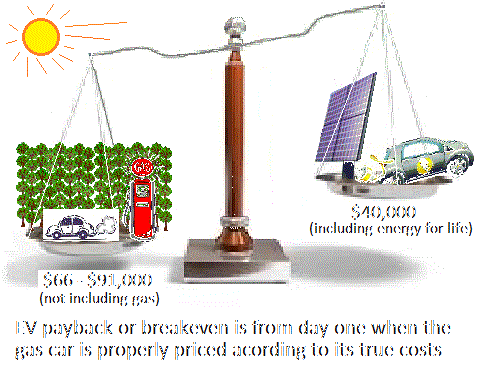 GAS
$40,000
(including energy for life)
$66 - $91,000
(not including gas)
EV payback or breakeven is from day one when the
gas car is properly priced acording to its true costs